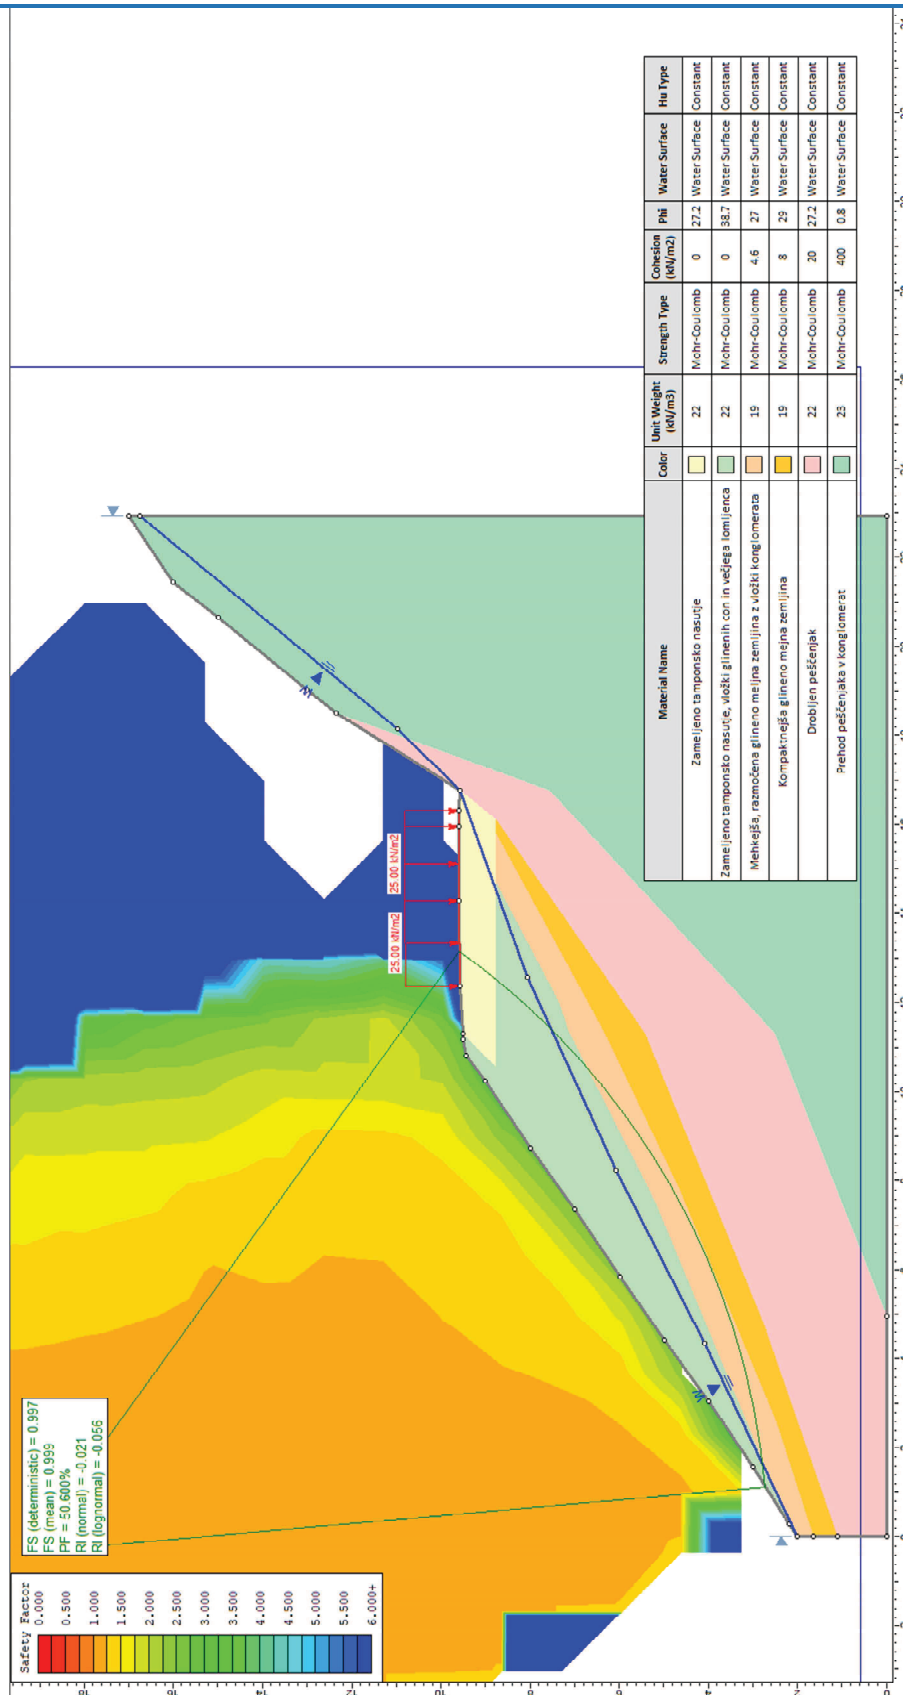 Safety Factor
0.000
0.500
1.000
1.500
2.000
2.500
3.000
3.500
4.000
4.500
5.000
5.500
6.000+
FS (deterministic) = 0.997
FS (mean) = 0.999
PF = 50.600%
RI (normal) = -0.021
RI (lognormal) = -0.056
25.00 kN/m2
25.00 kN/m2
W
W
Material Name Color Unit Weight (kN/m3) Strength Type Cohesion (kN/m2) Phi Water Surface Hu Type
Zameljeno tamponsko nasutje 22 Mohr-Coulomb 0 27.2 Water Surface Constant
Zameljeno tamponsko nasutje, vložki glinenih con in večjega lomljenca 22 Mohr-Coulomb 0 38.7 Water Surface Constant
Mehkejša, razmočena glineno meljna zemljina z vložki konglomerata 19 Mohr-Coulomb 4.6 27 Water Surface Constant
Kompaktnejša glineno mejna zemljina 19 Mohr-Coulomb 8 29 Water Surface Constant
Drobljen peščenjak 22 Mohr-Coulomb 20 27.2 Water Surface Constant
Prehod peščenjaka v konglomerat 23 Mohr-Coulomb 400 0.8 Water Surface Constant